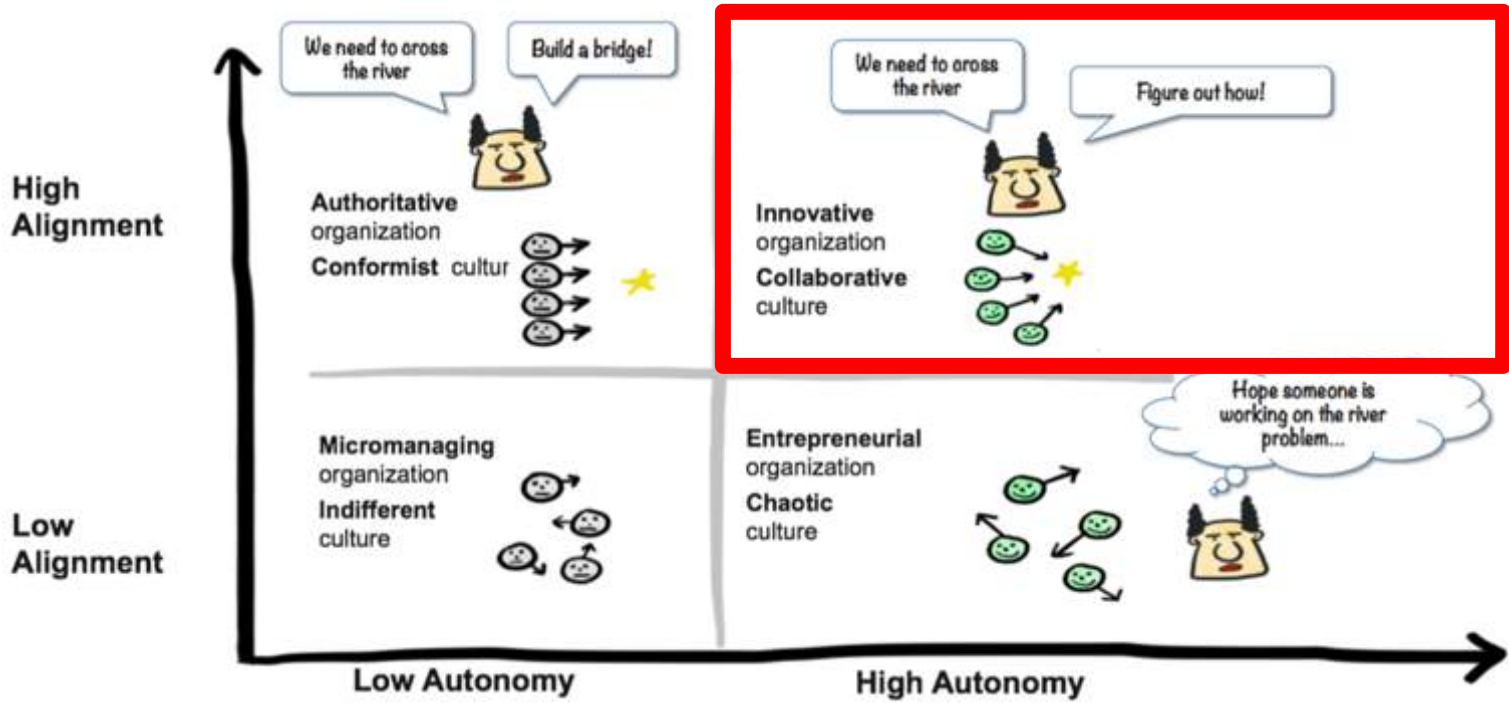 We need to cross
the river
Build a bridge!
We need to cross
the river
Figure out how!
High
Alignment
Authoritative
organization
Conformist cultur
Innovative
organization
Collaborative
culture
Hope someone is
working on the river
problem...
Micromanaging
organization
Indifferent
culture
Entrepreneurial
organization
Chaotic
culture
Low
Alignment
Low Autonomy
High Autonomy